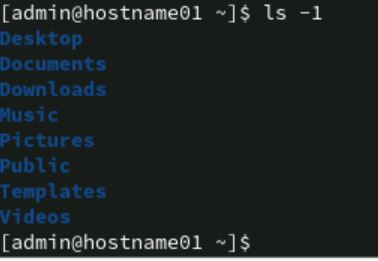 [admin@hostname01 ~]$ ls -1
Desktop
Documents
Downloads
Music
Pictures
Public
Templates
Videos
[admin@hostname01 ~]$